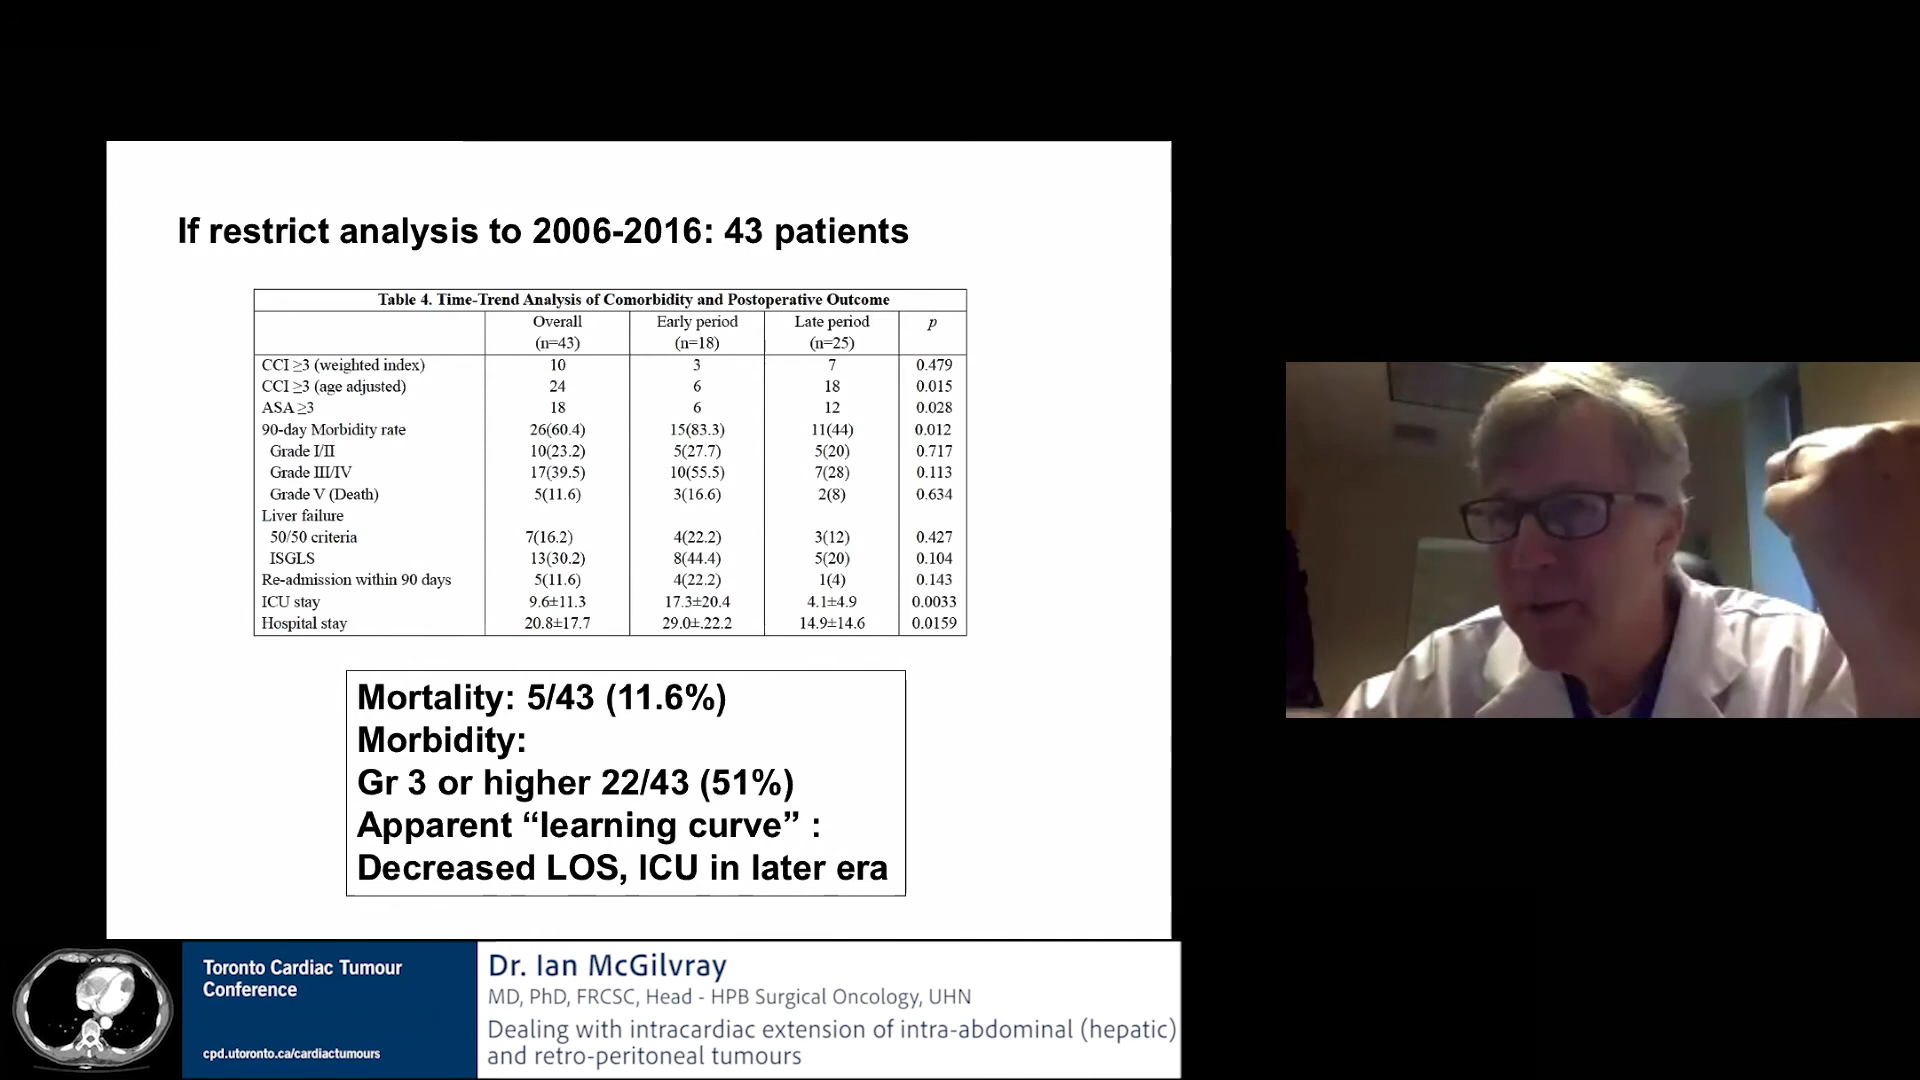 If restrict analysis to 2006-2016: 43 patients
Table 4. Time-Trend Analysis of Comorbidity and Postoperative Outcome
Overall (n=43) Early period (n=18) Late period (n=25) p
CCI ≥3 (weighted index) 10 3 7 0.479
CCI ≥3 (age adjusted) 24 6 18 0.015
ASA ≥3 18 6 12 0.028
90-day Morbidity rate 26(60.4) 15(83.3) 11(44) 0.012
Grade I/II 10(23.2) 5(27.7) 5(20) 0.717
Grade III/IV 17(39.5) 10(55.5) 7(28) 0.113
Grade V (Death) 5(11.6) 3(16.6) 2(8) 0.634
Liver failure
50/50 criteria 7(16.2) 4(22.2) 3(12) 0.427
ISGLS 13(30.2) 8(44.4) 5(20) 0.104
Re-admission within 90 days 5(11.6) 4(22.2) 1(4) 0.143
ICU stay 9.6±11.3 17.3±20.4 4.1±4.9 0.0033
Hospital stay 20.8±17.7 29.0±.22.2 14.9±14.6 0.0159
Mortality: 5/43 (11.6%)
Morbidity:
Gr 3 or higher 22/43 (51%)
Apparent “learning curve” :
Decreased LOS, ICU in later era
Toronto Cardiac Tumour
Conference
cpd.utoronto.ca/cardiactumours
Dr. Ian McGilvray
MD, PhD, FRCSC, Head - HPB Surgical Oncology, UHN
Dealing with intracardiac extension of intra-abdominal (hepatic)
and retro-peritoneal tumours